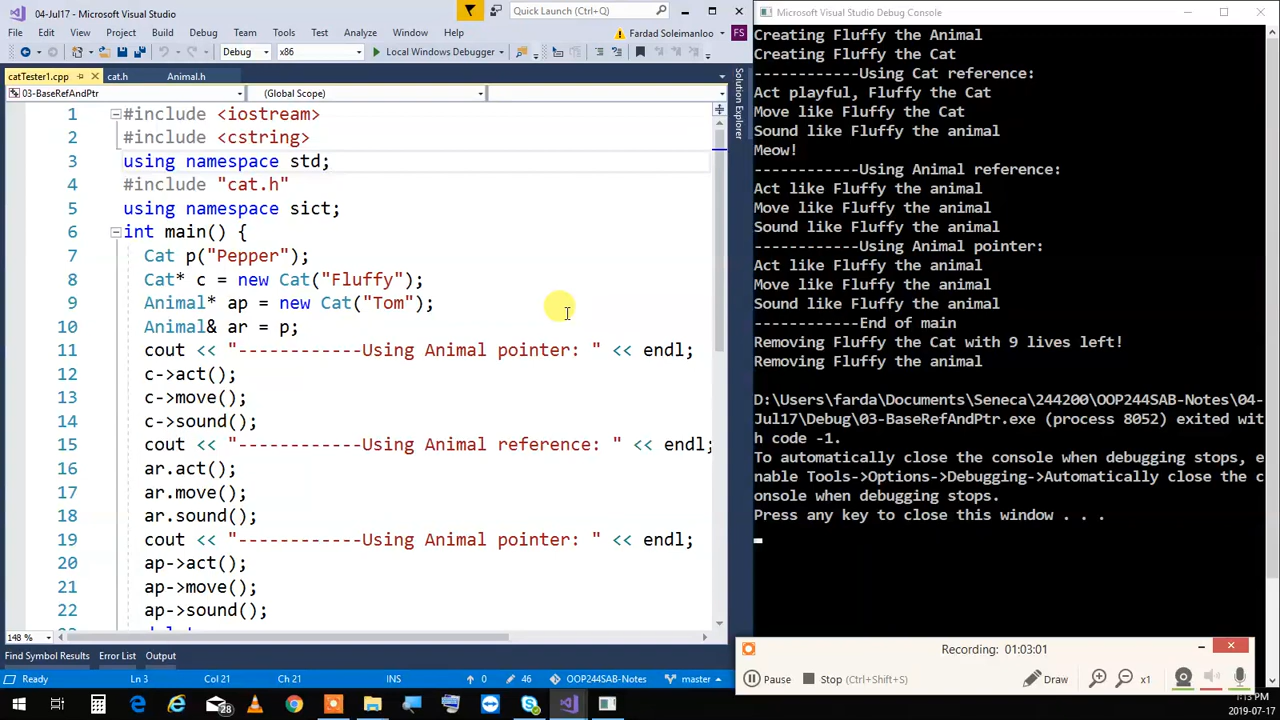 04-Jul17 - Microsoft Visual Studio
Quick Launch (Ctrl+Q)
File Edit View Project Build Debug Team Tools Test Analyze Window Help
Fardad Soleimanloo FS
Debug x86 Local Windows Debugger
catTester1.cpp cat.h Animal.h
03-BaseRefAndPtr (Global Scope)
Solution Explorer
1 #include <iostream>
2 #include <cstring>
3 using namespace std;
4 #include "cat.h"
5 using namespace sict;
6 int main() {
7 Cat p("Pepper");
8 Cat* c = new Cat("Fluffy");
9 Animal* ap = new Cat("Tom");
10 Animal& ar = p;
11 cout << "------------Using Animal pointer: " << endl;
12 c->act();
13 c->move();
14 c->sound();
15 cout << "------------Using Animal reference: " << endl;
16 ar.act();
17 ar.move();
18 ar.sound();
19 cout << "------------Using Animal pointer: " << endl;
20 ap->act();
21 ap->move();
22 ap->sound();
148 %
Find Symbol Results Error List Output
Ready Ln 3 Col 21 Ch 21 INS 0 46 OOP244SAB-Notes master
Microsoft Visual Studio Debug Console
Creating Fluffy the Animal
Creating Fluffy the Cat
------------Using Cat reference:
Act playful, Fluffy the Cat
Move like Fluffy the Cat
Sound like Fluffy the animal
Meow!
------------Using Animal reference:
Act like Fluffy the animal
Move like Fluffy the animal
Sound like Fluffy the animal
------------Using Animal pointer:
Act like Fluffy the animal
Move like Fluffy the animal
Sound like Fluffy the animal
------------End of main
Removing Fluffy the Cat with 9 lives left!
Removing Fluffy the animal
D:\Users\farda\Documents\Seneca\244200\OOP244SAB-Notes\04-
Jul17\Debug\03-BaseRefAndPtr.exe (process 8052) exited wit
h code -1.
To automatically close the console when debugging stops, e
nable Tools->Options->Debugging->Automatically close the c
onsole when debugging stops.
Press any key to close this window . . .
Recording: 01:03:01
Pause Stop (Ctrl+Shift+S) Draw x1
28
1:13 PM
2019-07-17